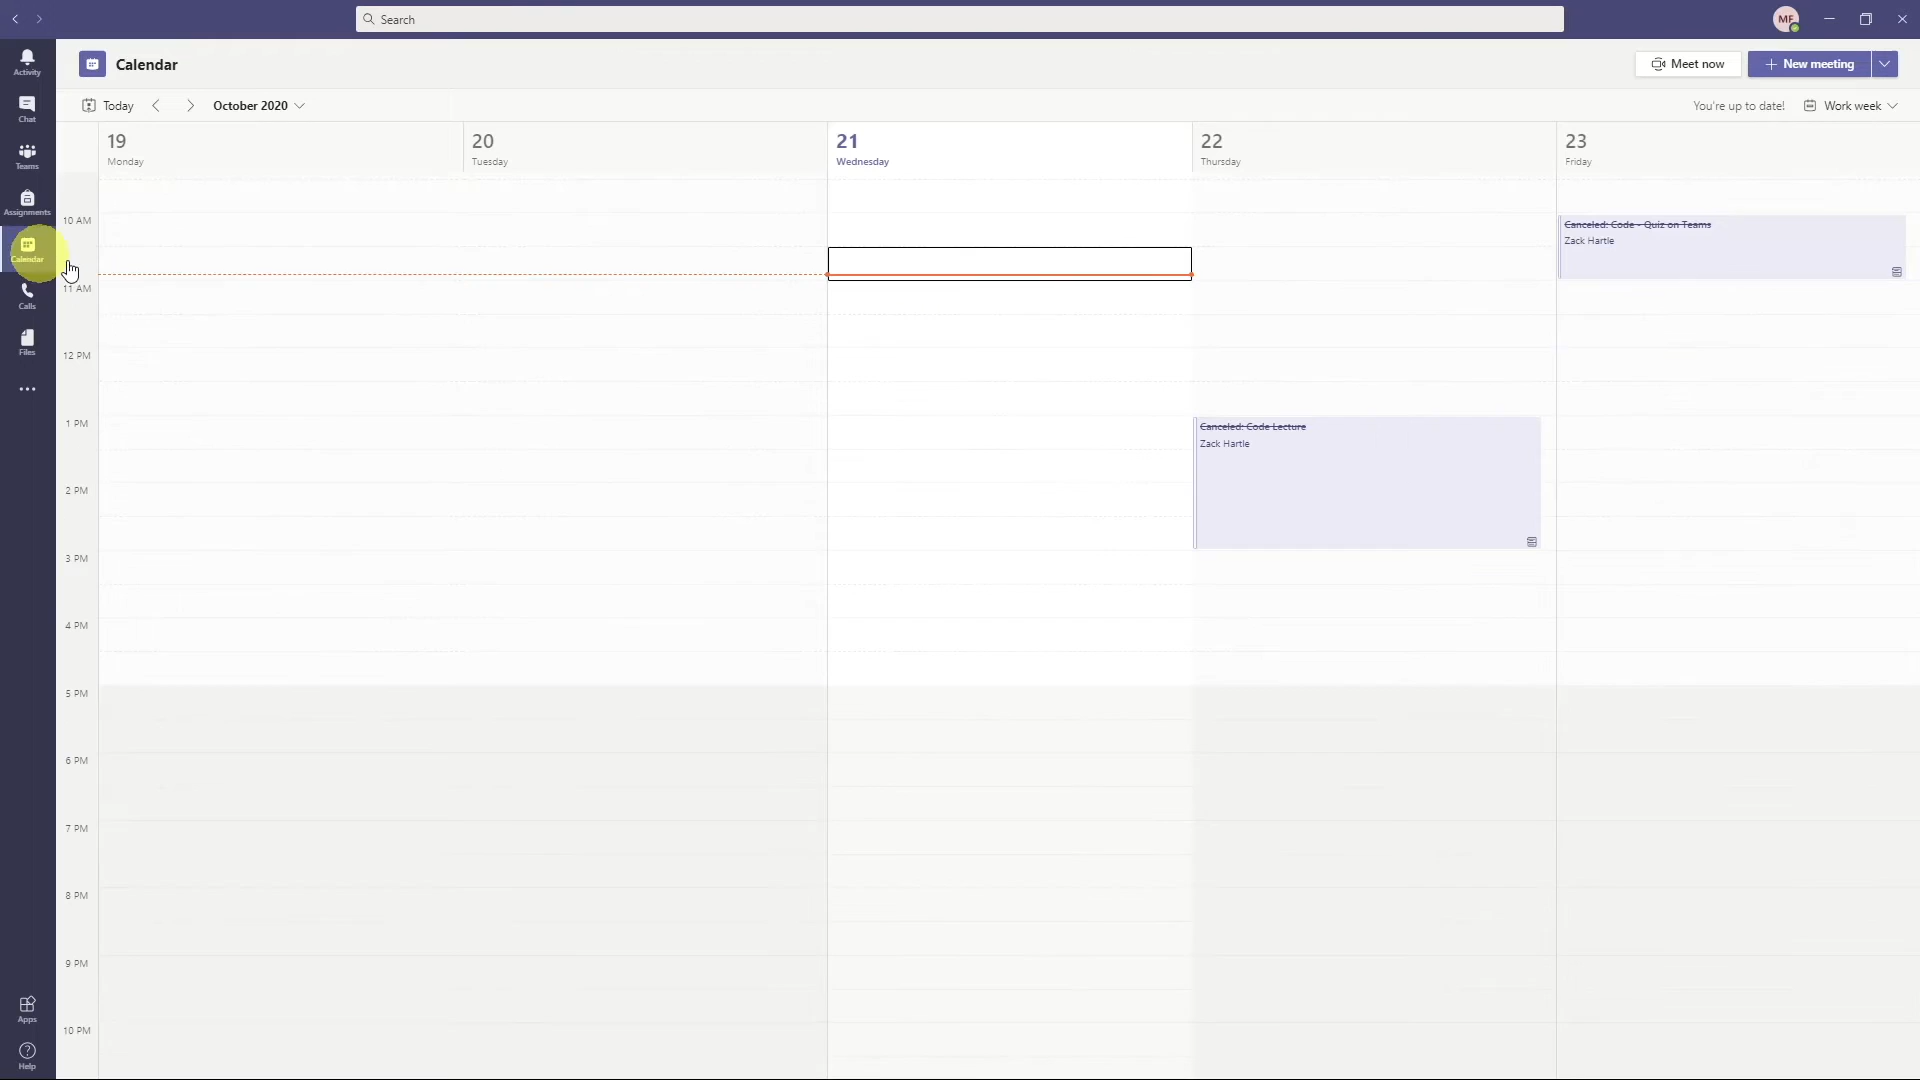 Search
MF
Activity
Chat
Teams
Assignments
Calendar
Calls
Files
Apps
Help
Calendar
Meet now
New meeting
Today
October 2020
You're up to date!
Work week
19
Monday
20
Tuesday
21
Wednesday
22
Thursday
23
Friday
10 AM
11 AM
12 PM
1 PM
2 PM
3 PM
4 PM
5 PM
6 PM
7 PM
8 PM
9 PM
10 PM
Canceled: Code - Quiz on Teams
Zack Hartle
Canceled: Code Lecture
Zack Hartle